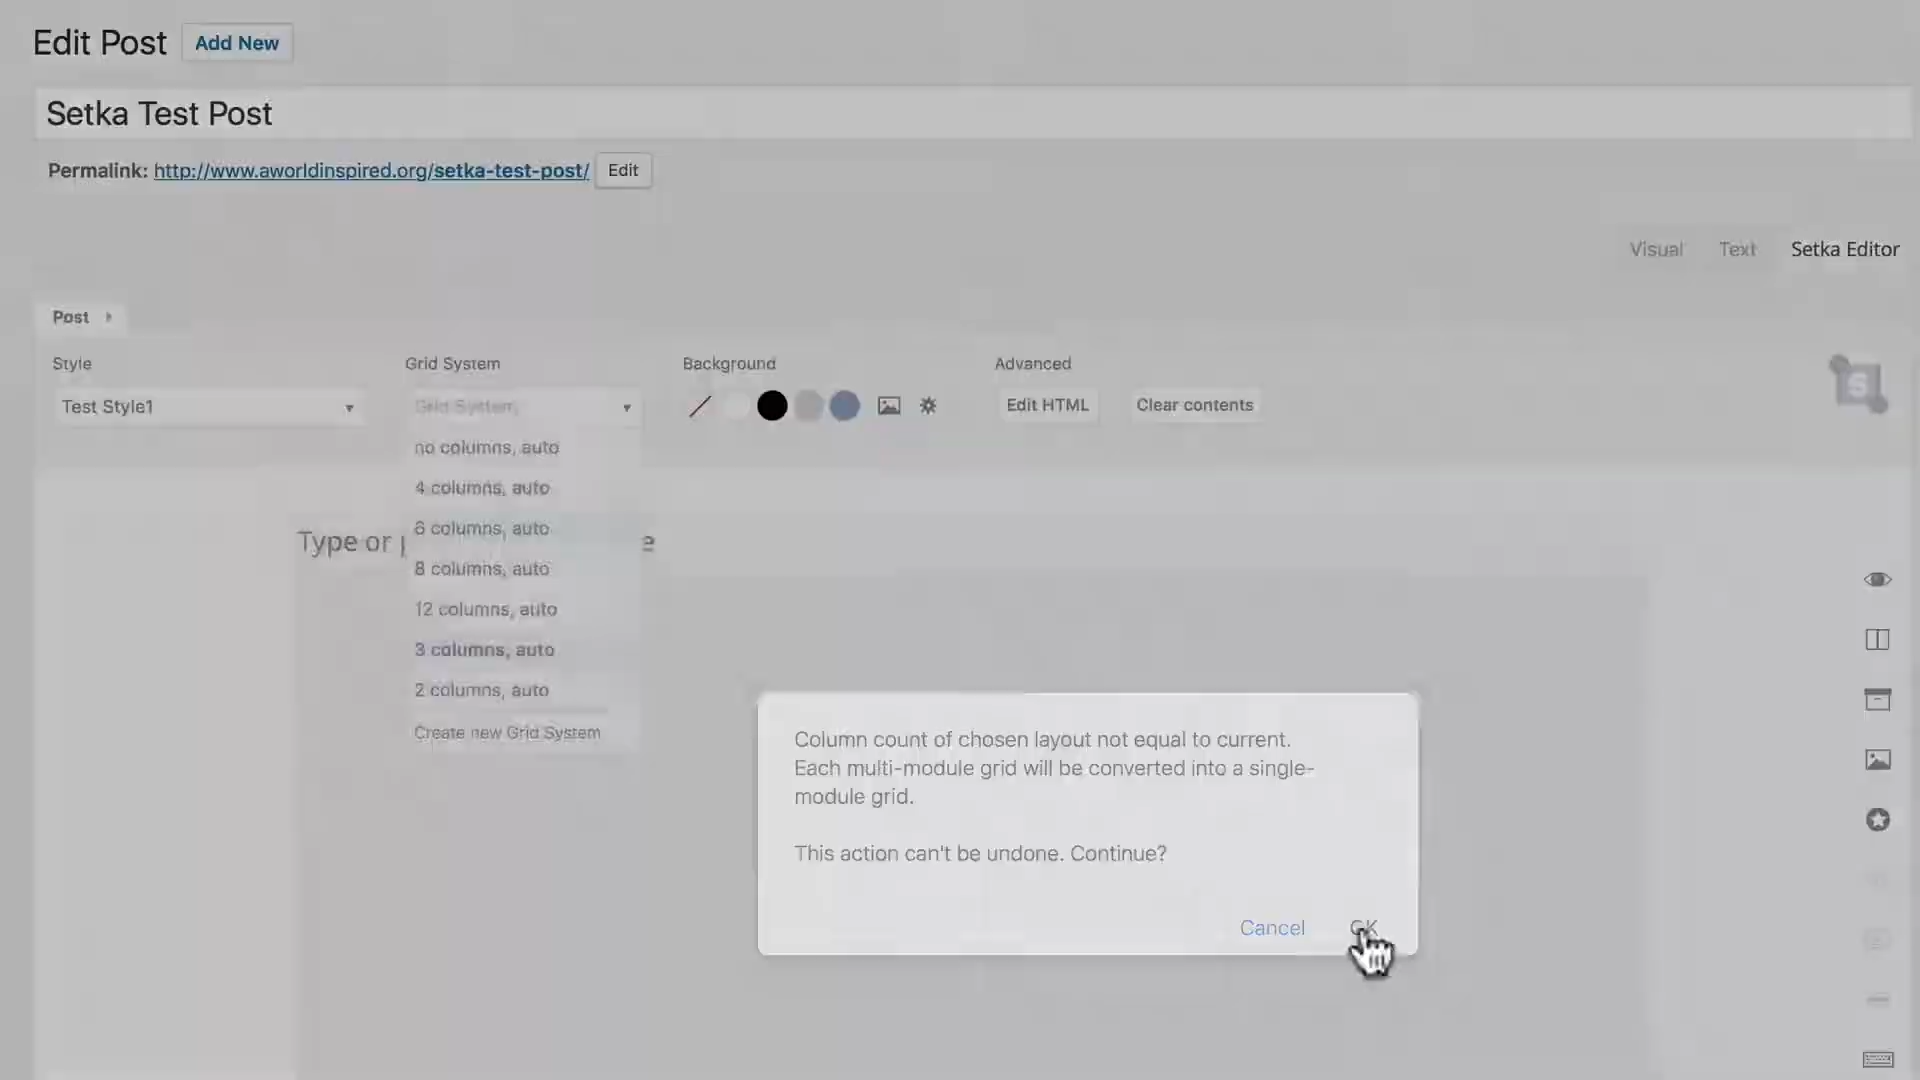 Edit Post Add New
Setka Test Post
Permalink: http://www.aworldinspired.org/setka-test-post/ Edit
Visual Text Setka Editor
Post
Style Grid System Background Advanced
Test Style1 Grid System Edit HTML Clear contents
S
no columns, auto
4 columns, auto
6 columns, auto
Type or e
8 columns, auto
12 columns, auto
3 columns, auto
2 columns, auto
Create new Grid System
Column count of chosen layout not equal to current.
Each multi-module grid will be converted into a single-
module grid.
This action can't be undone. Continue?
Cancel OK